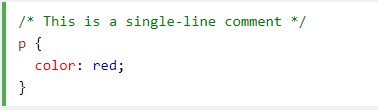 /* This is a single-line comment */
p {
  color: red;
}